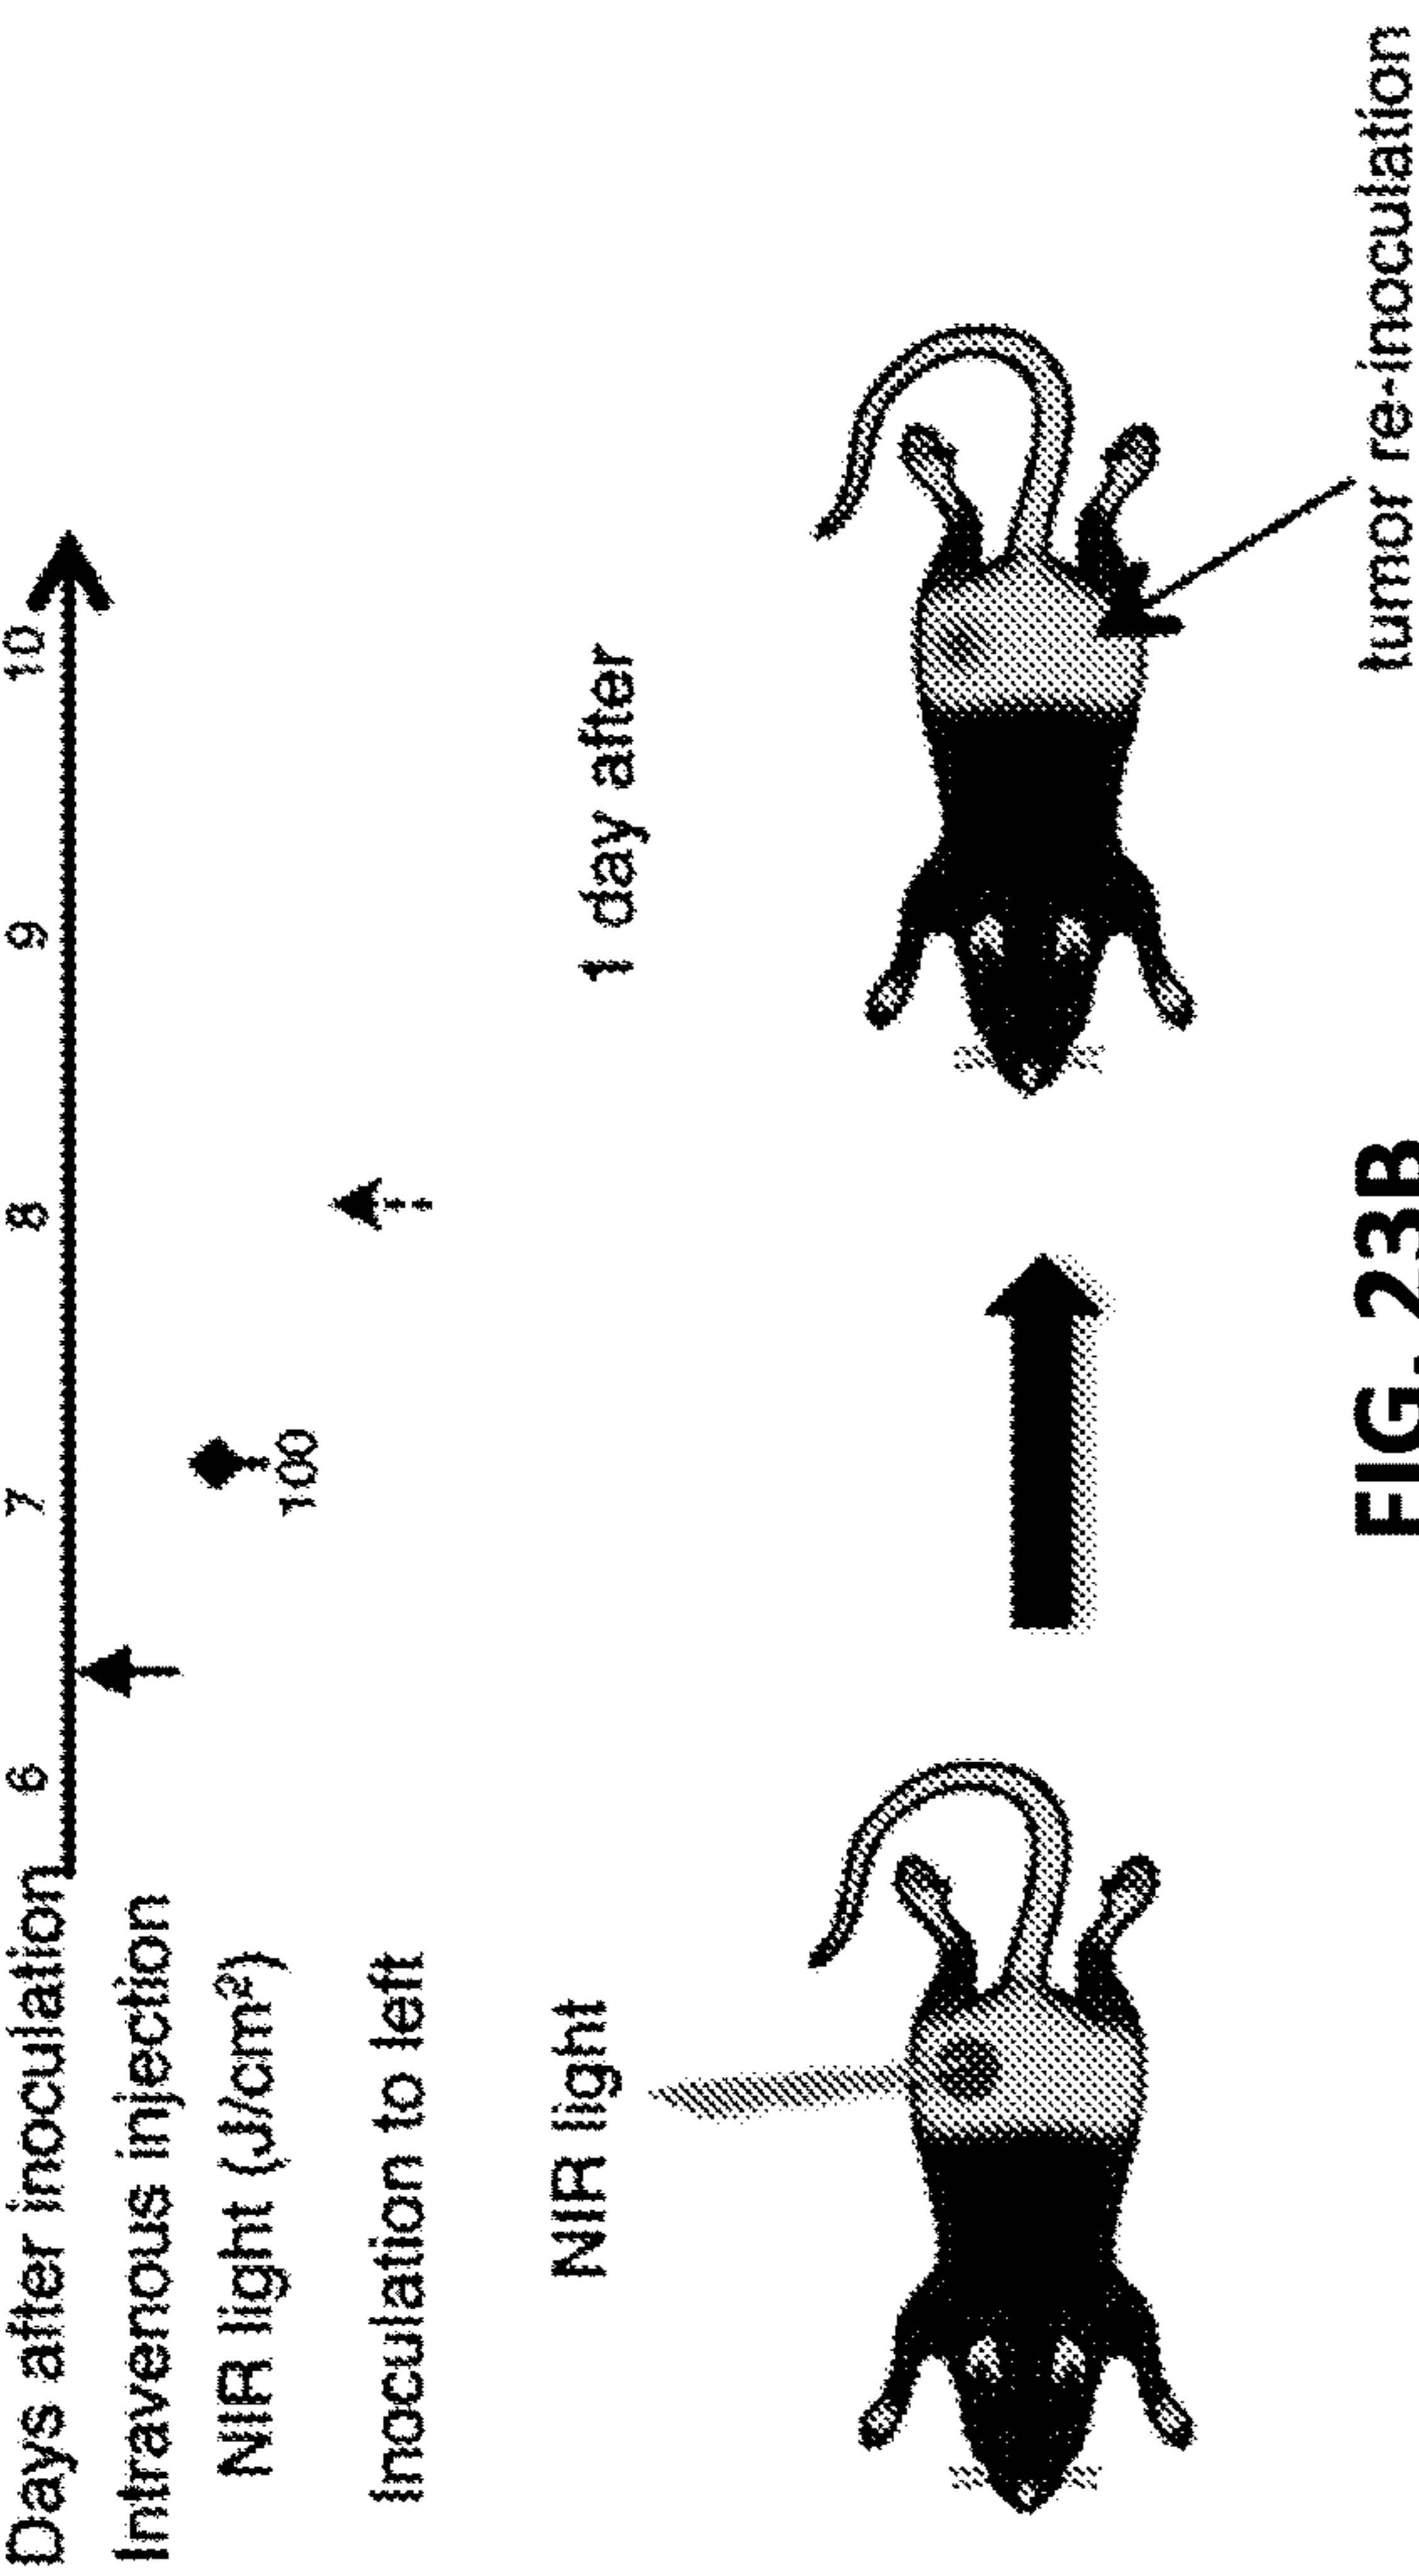 Days after inoculation 6 7 8 9 10
Intravenous injection
NIR light (J/cm²)
100
Inoculation to left
NIR light
1 day after
tumor re-inoculation
FIG. 23B